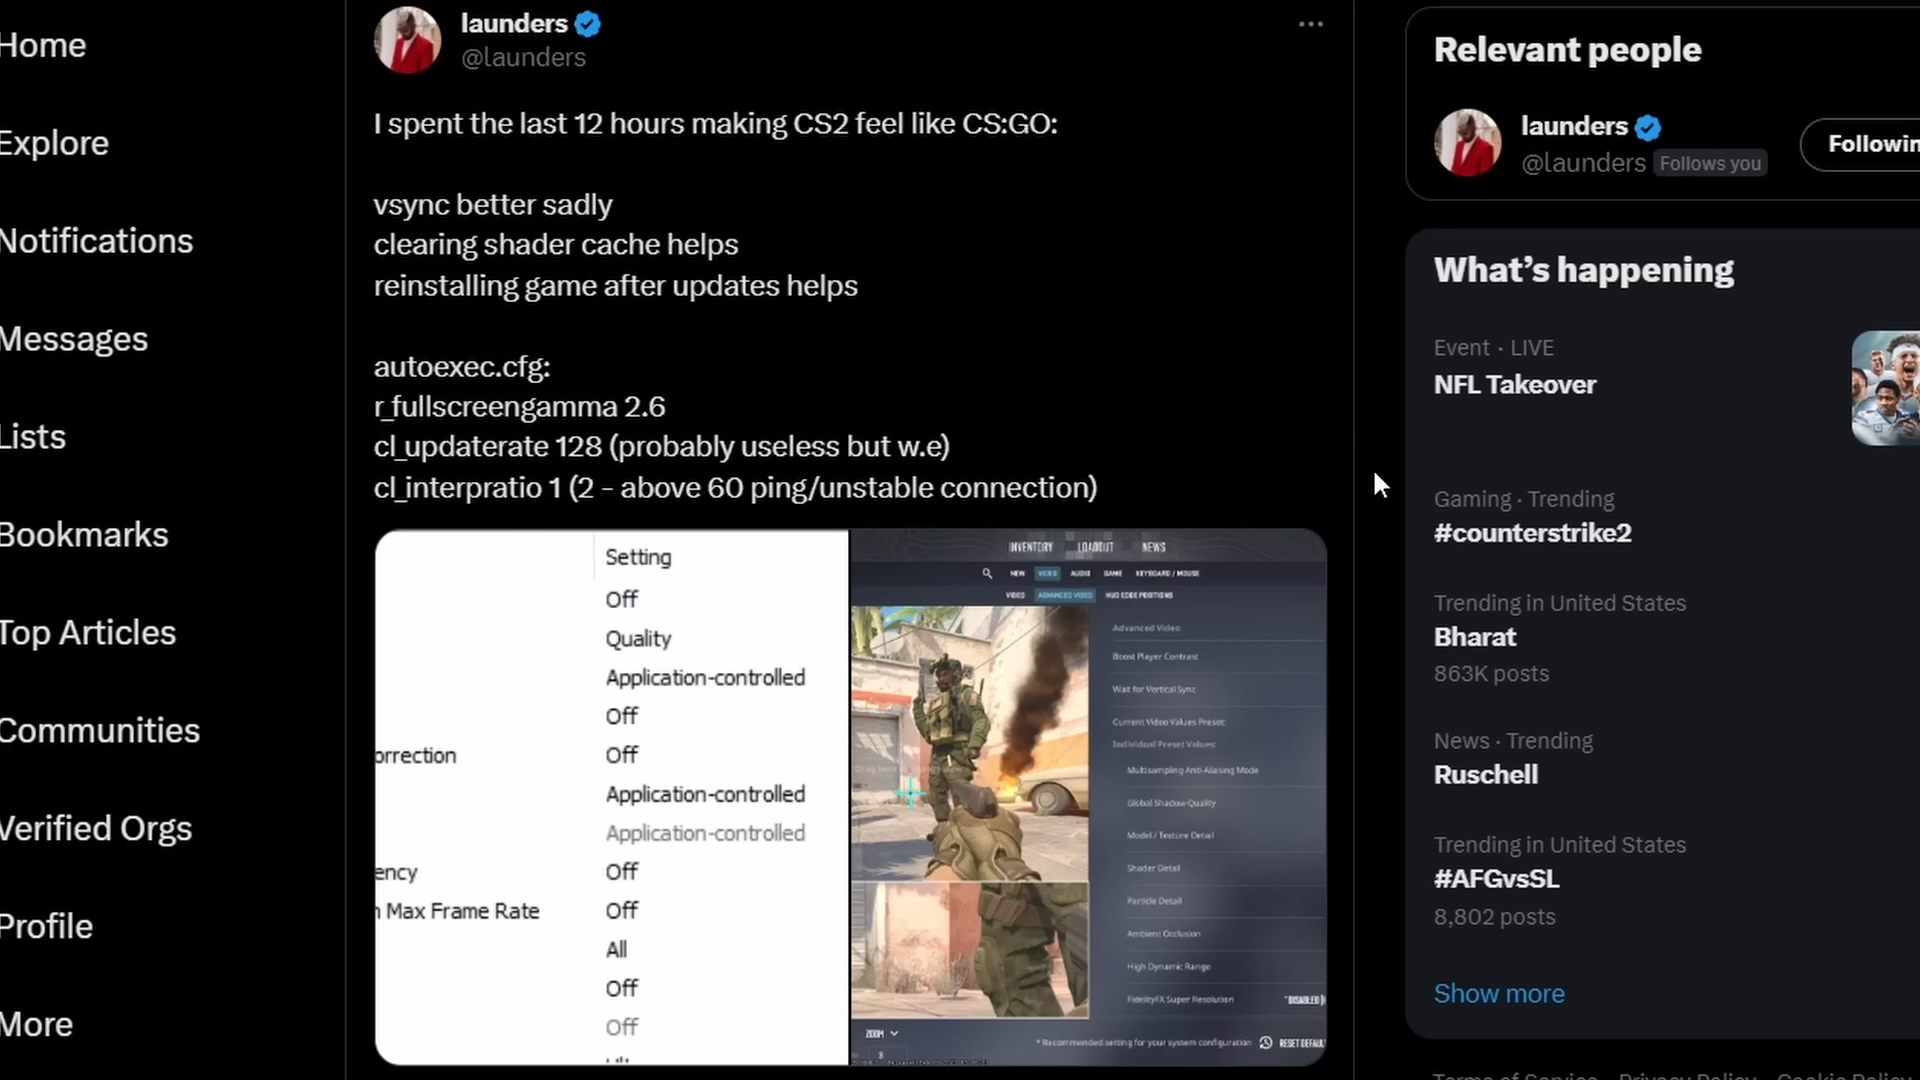 Home
Explore
Notifications
Messages
Lists
Bookmarks
Top Articles
Communities
Verified Orgs
Profile
More
launders
@launders
I spent the last 12 hours making CS2 feel like CS:GO:
vsync better sadly
clearing shader cache helps
reinstalling game after updates helps
autoexec.cfg:
r_fullscreengamma 2.6
cl_updaterate 128 (probably useless but w.e)
cl_interpratio 1 (2 - above 60 ping/unstable connection)
Setting
Off
Quality
Application-controlled
Off
orrection Off
Application-controlled
Application-controlled
ency Off
n Max Frame Rate Off
All
Off
Off
INVENTORY LOADOUT NEWS
NEW VIDEO AUDIO GAME KEYBOARD / MOUSE
VIDEO ADVANCED VIDEO HUD EDGE POSITIONS
Advanced Video
Boost Player Contrast
Wait for Vertical Sync
Current Video Values Preset:
Individual Preset Values:
Multisampling Anti-Aliasing Mode
Global Shadow Quality
Model / Texture Detail
Shader Detail
Particle Detail
Ambient Occlusion
High Dynamic Range
FidelityFX Super Resolution * DISABLED
ZOOM
* Recommended setting for your system configuration RESET DEFAU
Relevant people
launders
@launders Follows you
Followin
What's happening
Event · LIVE
NFL Takeover
Gaming · Trending
#counterstrike2
Trending in United States
Bharat
863K posts
News · Trending
Ruschell
Trending in United States
#AFGvsSL
8,802 posts
Show more
Terms of Service Privacy Policy Cookie Policy